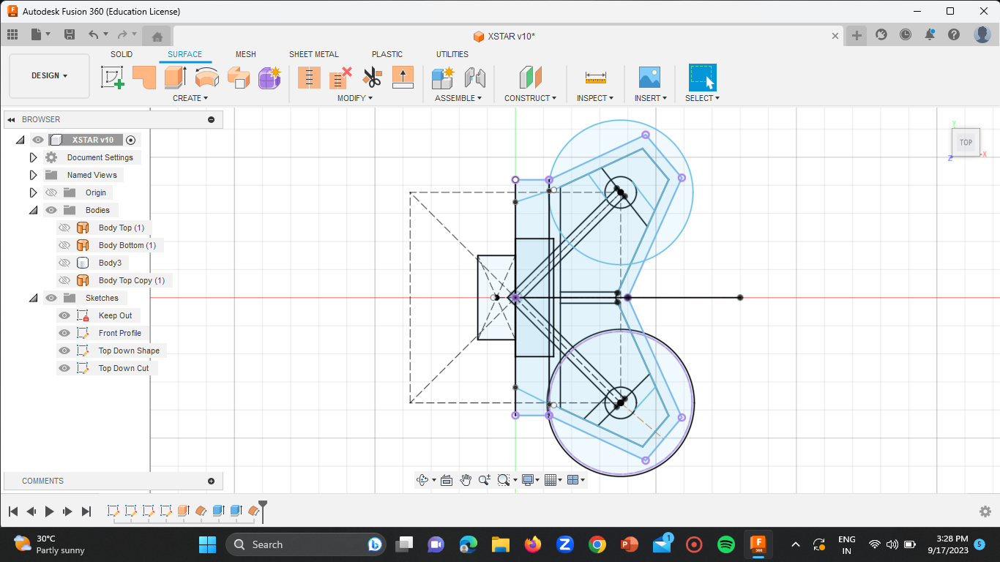 Autodesk Fusion 360 (Education License)
XSTAR v10*
DESIGN
SOLID SURFACE MESH SHEET METAL PLASTIC UTILITIES
CREATE MODIFY ASSEMBLE CONSTRUCT INSPECT INSERT SELECT
BROWSER
XSTAR v10
Document Settings
Named Views
Origin
Bodies
Body Top (1)
Body Bottom (1)
Body3
Body Top Copy (1)
Sketches
Keep Out
Front Profile
Top Down Shape
Top Down Cut
Y
TOP
X
Z
COMMENTS
30°C
Partly sunny
Search
1
F
360
ENG
IN
3:28 PM
9/17/2023
5